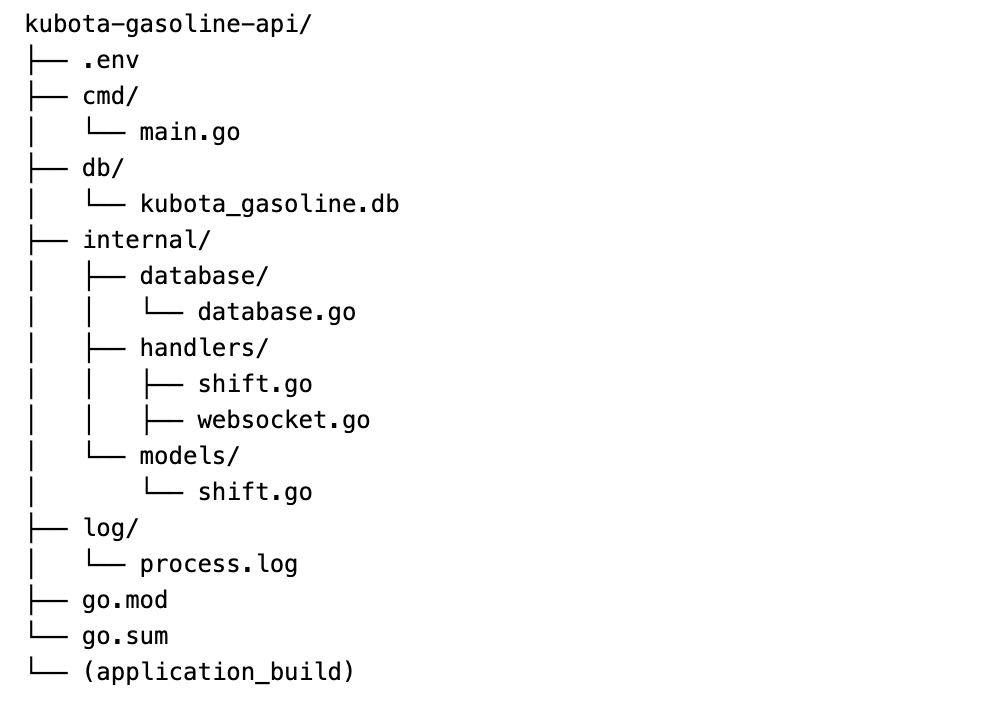 kubota-gasoline-api/
├── .env
├── cmd/
│   └── main.go
├── db/
│   └── kubota_gasoline.db
├── internal/
│   ├── database/
│   │   └── database.go
│   ├── handlers/
│   │   ├── shift.go
│   │   ├── websocket.go
│   └── models/
│       └── shift.go
├── log/
│   └── process.log
├── go.mod
└── go.sum
└── (application_build)